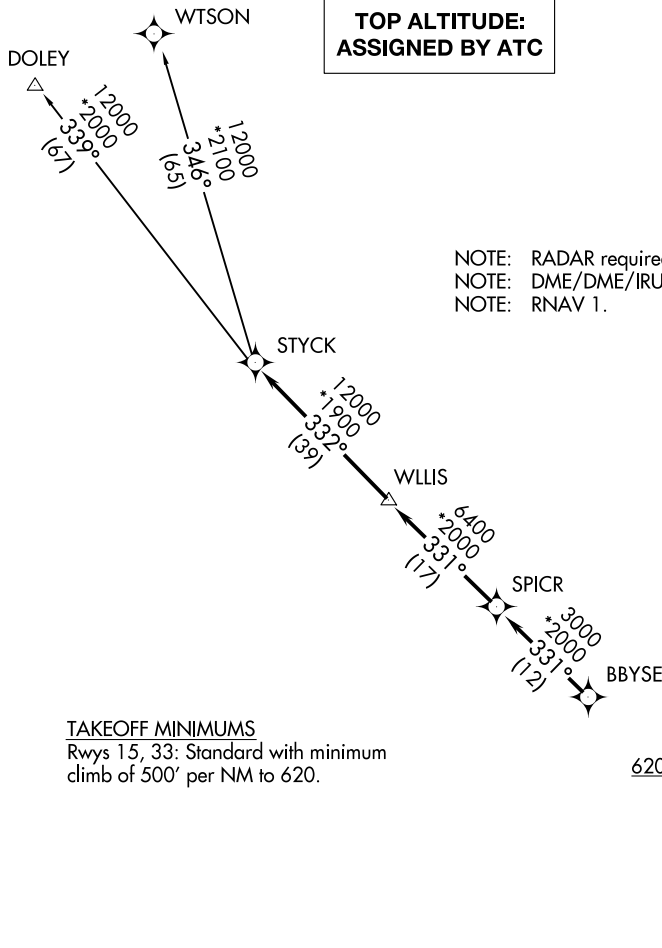 WTSON
TOP ALTITUDE:
ASSIGNED BY ATC
DOLEY
12000
*2000
339°
(67)
12000
*2100
346°
(65)
NOTE: RADAR required
NOTE: DME/DME/IRU
NOTE: RNAV 1.
STYCK
12000
*1900
332°
(39)
WLLIS
6400
*2000
331°
(17)
SPICR
3000
*2000
331°
(12)
BBYSE
TAKEOFF MINIMUMS
Rwys 15, 33: Standard with minimum
climb of 500' per NM to 620.
620